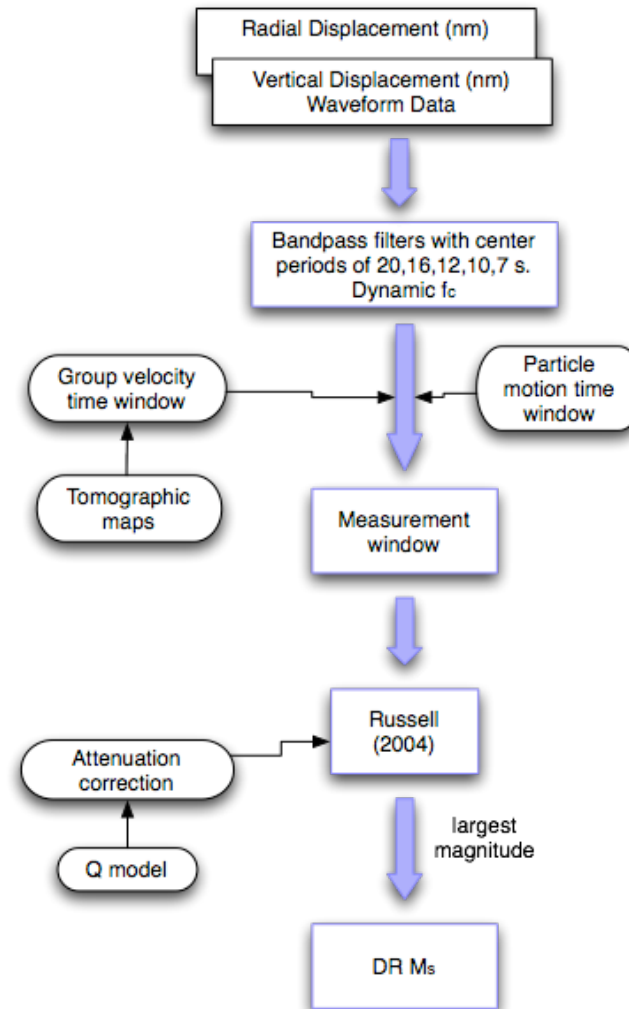 Radial Displacement (nm)
Vertical Displacement (nm)
Waveform Data
Bandpass filters with center
periods of 20,16,12,10,7 s.
Dynamic fc
Group velocity
time window
Particle
motion time
window
Tomographic
maps
Measurement
window
Russell
(2004)
Attenuation
correction
Q model
largest
magnitude
DR Ms